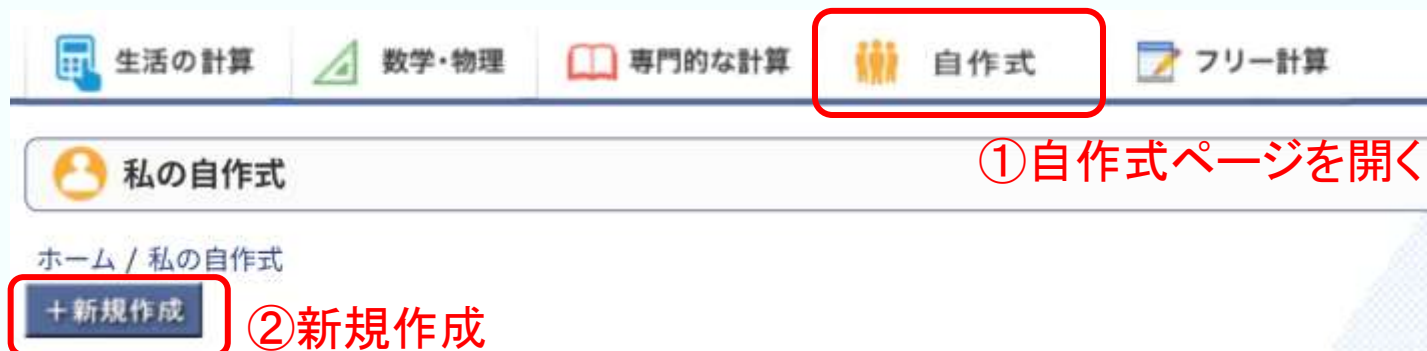 生活の計算 数学・物理 専門的な計算 自作式 フリー計算
①自作式ページを開く
私の自作式
ホーム / 私の自作式
＋新規作成
②新規作成